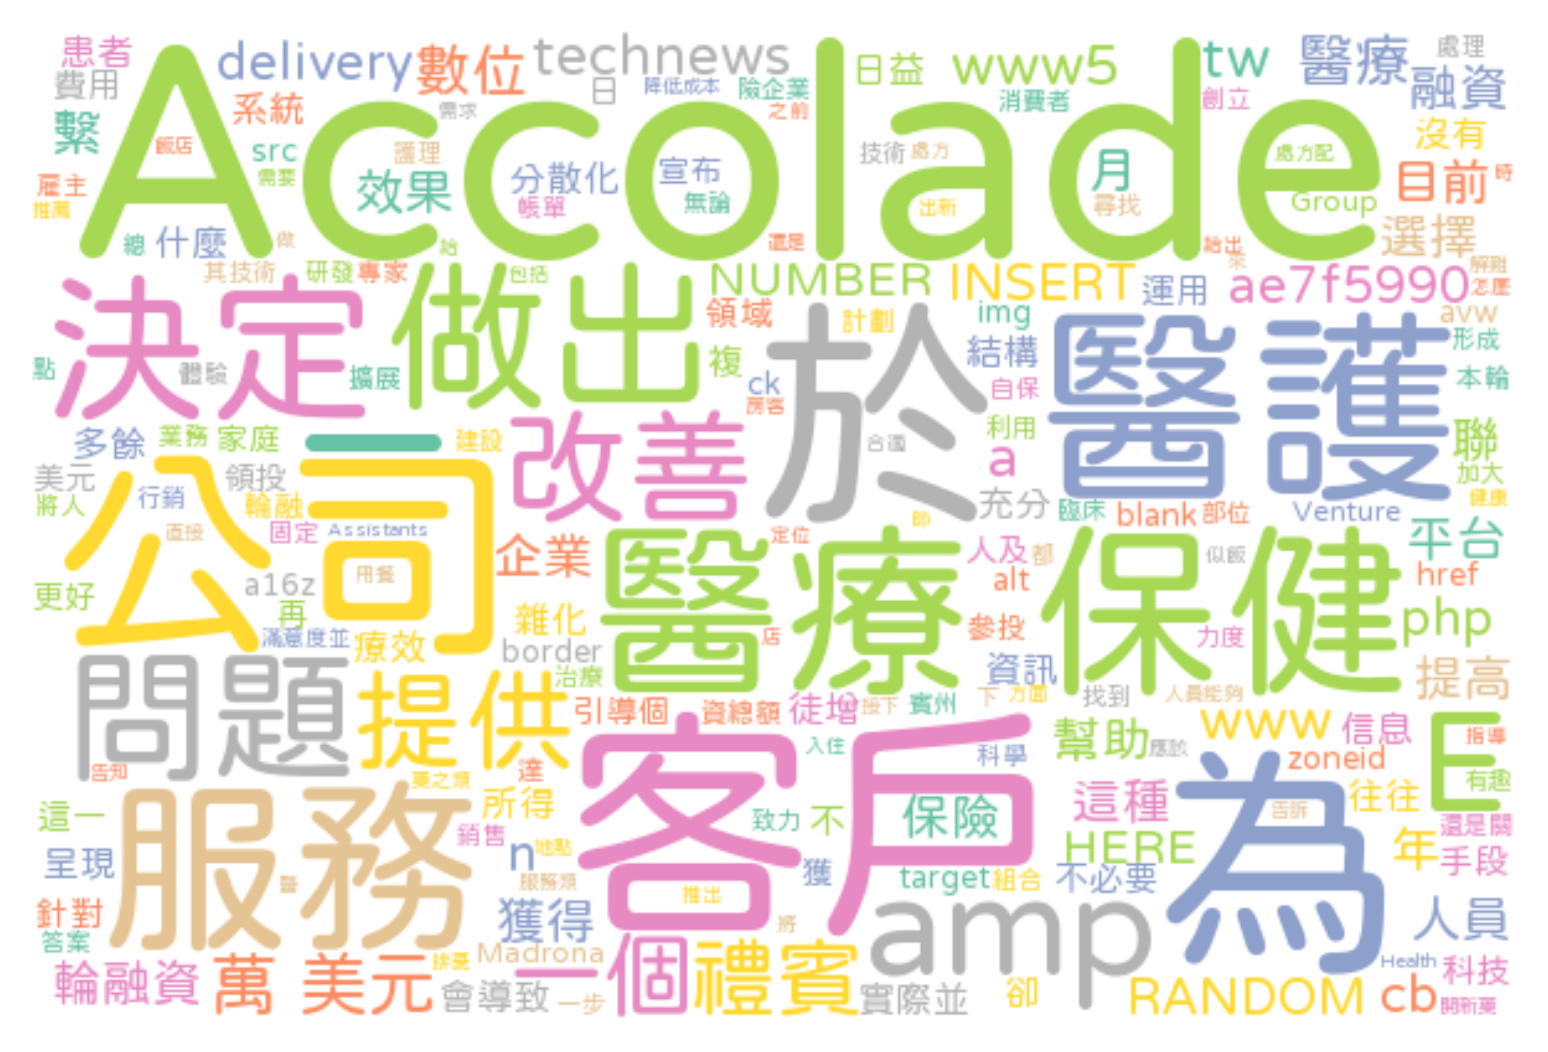 患者 delivery 數位 technews 日益 www5 tw 醫療 處理
費用 系統 日 降低成本 險企業 消費者 創立 融資
繫 飯店 src 護理 需求 之前 沒有
Accolade
雇主 需要 效果 分散化 宣布 技術 處方 月 處方配 目前 時
推薦 帳單 無論 出新 尋找 Group 選擇
總 什麼 做 給 還是 給出 來 解難
其技術 研發 專家 包括 NUMBER INSERT 運用 ae7f5990 怎麼
決定 做出 領域 計劃 img avw
點 體驗 擴展 複 ck 於 結構 醫護 形成
房客 自保 本輪
多餘 業務 家庭 一 建設 改善 合適 利用 聯
美元 領投 a 加大
將人 行銷 輪融 充分 臨床 blank 部位 Venture 健康
公司 直接 固定 Assistants 企業 定位 師 人及 都 似飯 平台
更好 a16z 用餐 醫療 保健 alt href
再 雜化 參投 力度 php
滿意度並 療效 border 店 資訊
問題 提供 治療 引導個 資總額 徒增 接下 賓州 下 方面 找到 人員能夠 提高
告知 藥之類 達 客戶 入住 科學 幫助 應該 www 信息 E 指導
服務 所得 zoneid 有趣
這一 銷售 致力 不 保險 這種 為 告訴 往往 還是關
呈現 n 地點 獲 HERE 年 手段
醫 服務類 推出 target 組合 不必要
針對 獲得 將 amp 人員
答案 排憂 Madrona Health 科技
輪融資 萬 美元 會導致 一步 一個 禮賓 實際並 卻 RANDOM cb 開新藥